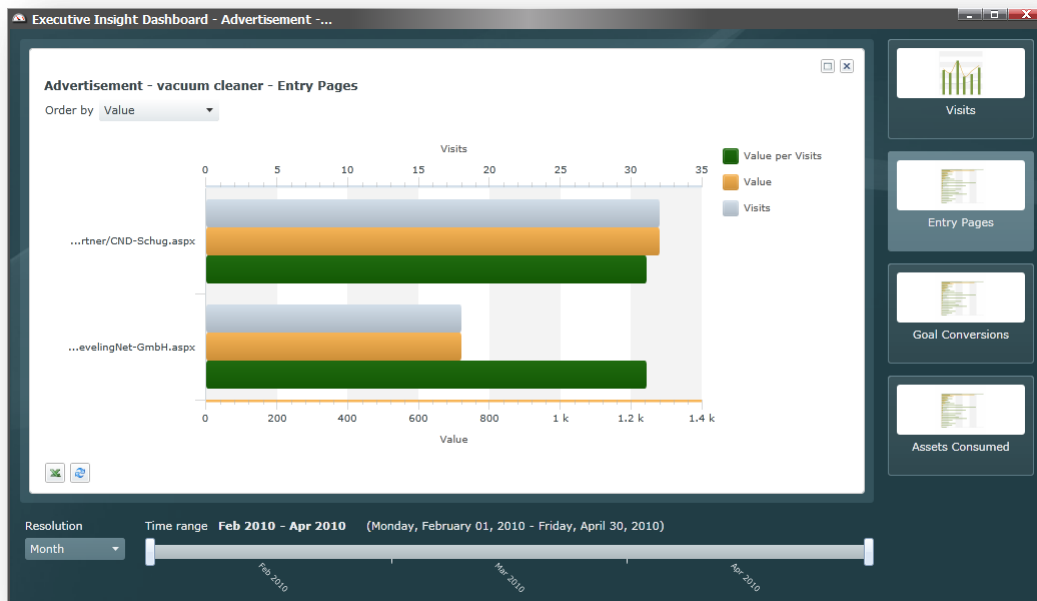 Executive Insight Dashboard - Advertisement -...
Advertisement - vacuum cleaner - Entry Pages
Order by Value
Visits
0 5 10 15 20 25 30 35
Value per Visits
Value
Visits
...rtner/CND-Schug.aspx
...evelingNet-GmbH.aspx
0 200 400 600 800 1 k 1.2 k 1.4 k
Value
Visits
Entry Pages
Goal Conversions
Assets Consumed
Resolution
Month
Time range Feb 2010 - Apr 2010 (Monday, February 01, 2010 - Friday, April 30, 2010)
Feb 2010
Mar 2010
Apr 2010